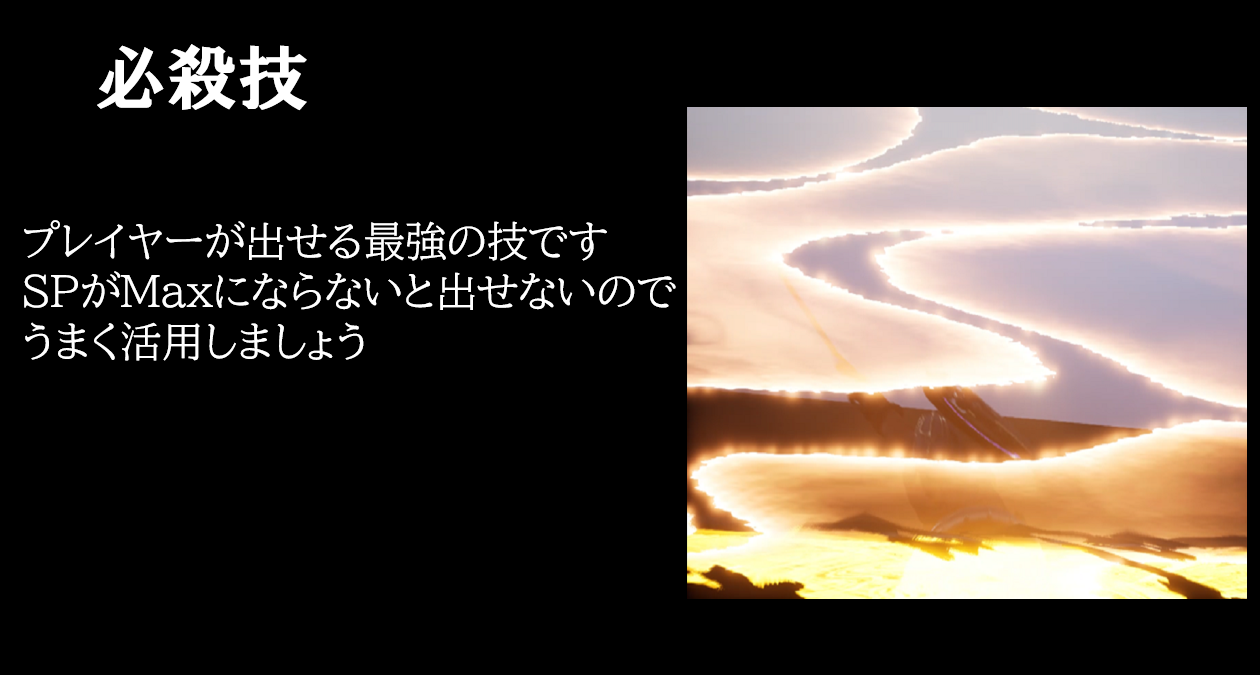 必殺技
プレイヤーが出せる最強の技です
SPがMaxにならないと出せないので
うまく活用しましょう